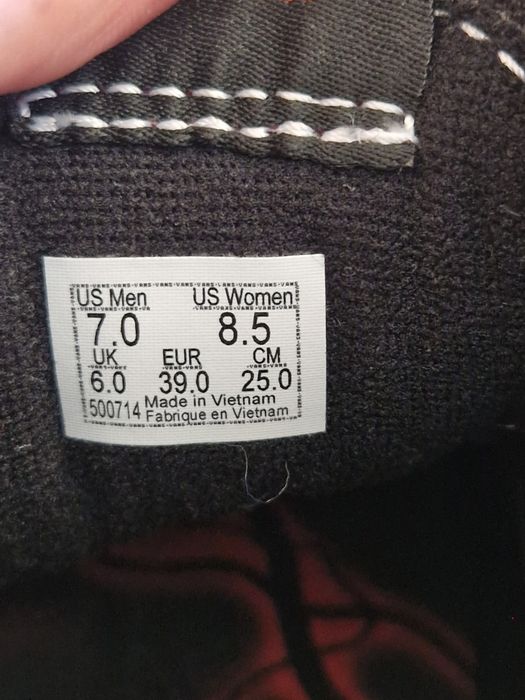 US Men US Women
7.0 8.5
UK EUR CM
6.0 39.0 25.0
500714 Made in Vietnam
Fabrique en Vietnam